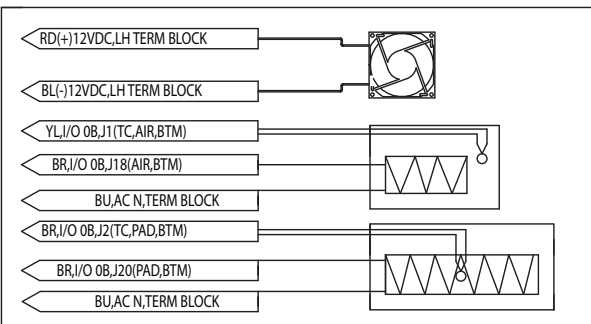 RD(+)12VDC,LH TERM BLOCK
BL(-)12VDC,LH TERM BLOCK
YL,I/O 0B,J1(TC,AIR,BTM)
BR,I/O 0B,J18(AIR,BTM)
BU,AC N,TERM BLOCK
BR,I/O 0B,J2(TC,PAD,BTM)
BR,I/O 0B,J20(PAD,BTM)
BU,AC N,TERM BLOCK